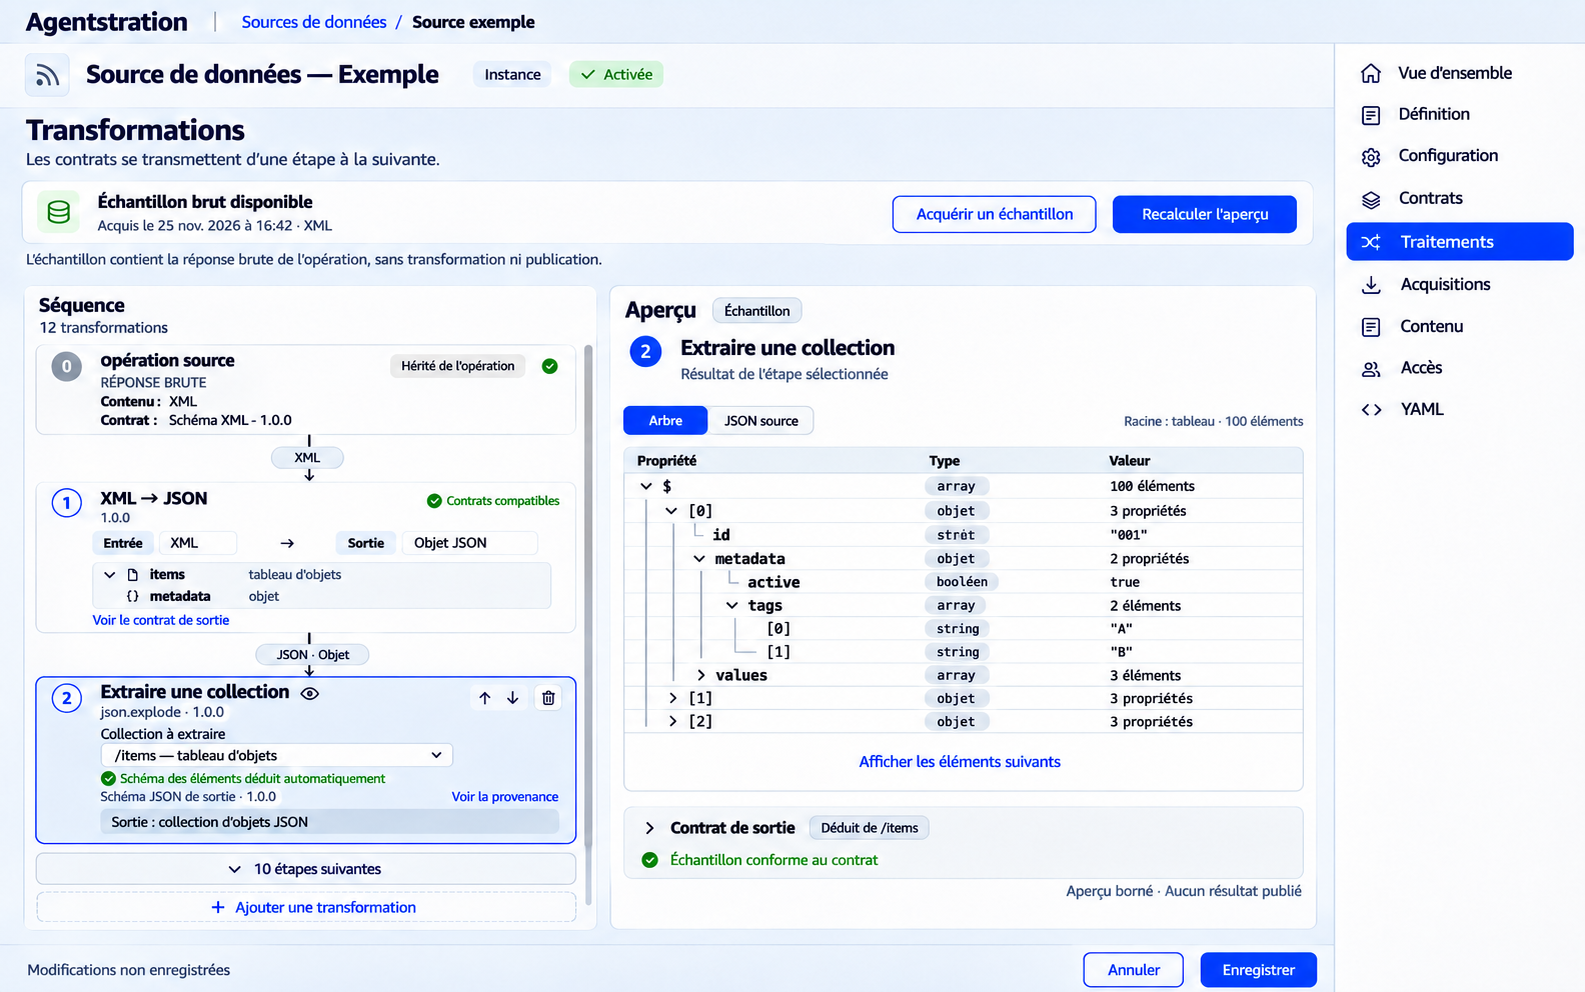 Agentstration
Sources de données / Source exemple
Source de données — Exemple
Instance
Activée
Transformations
Les contrats se transmettent d'une étape à la suivante.
Échantillon brut disponible
Acquis le 25 nov. 2026 à 16:42 · XML
Acquérir un échantillon
Recalculer l'aperçu
L'échantillon contient la réponse brute de l'opération, sans transformation ni publication.
Séquence
12 transformations
0
opération source
Hérité de l'opération
RÉPONSE BRUTE
Contenu : XML
Contrat : Schéma XML - 1.0.0
XML
1
XML → JSON
Contrats compatibles
1.0.0
Entrée XML → Sortie Objet JSON
items tableau d'objets
{} metadata objet
Voir le contrat de sortie
JSON · Objet
2
Extraire une collection
json.explode · 1.0.0
Collection à extraire
/items — tableau d'objets
Schéma des éléments déduit automatiquement
Schéma JSON de sortie · 1.0.0
Voir la provenance
Sortie : collection d'objets JSON
10 étapes suivantes
+ Ajouter une transformation
Aperçu
Échantillon
2
Extraire une collection
Résultat de l'étape sélectionnée
Arbre
JSON source
Racine : tableau · 100 éléments
Propriété Type Valeur
$ array 100 éléments
[0] objet 3 propriétés
id "001"
metadata objet 2 propriétés
active booléen true
tags array 2 éléments
[0] string "A"
[1] string "B"
values array 3 éléments
[1] objet 3 propriétés
[2] objet 3 propriétés
Afficher les éléments suivants
Contrat de sortie
Déduit de /items
Échantillon conforme au contrat
Aperçu borné · Aucun résultat publié
Vue d'ensemble
Définition
Configuration
Contrats
Traitements
Acquisitions
Contenu
Accès
YAML
Modifications non enregistrées
Annuler
Enregistrer